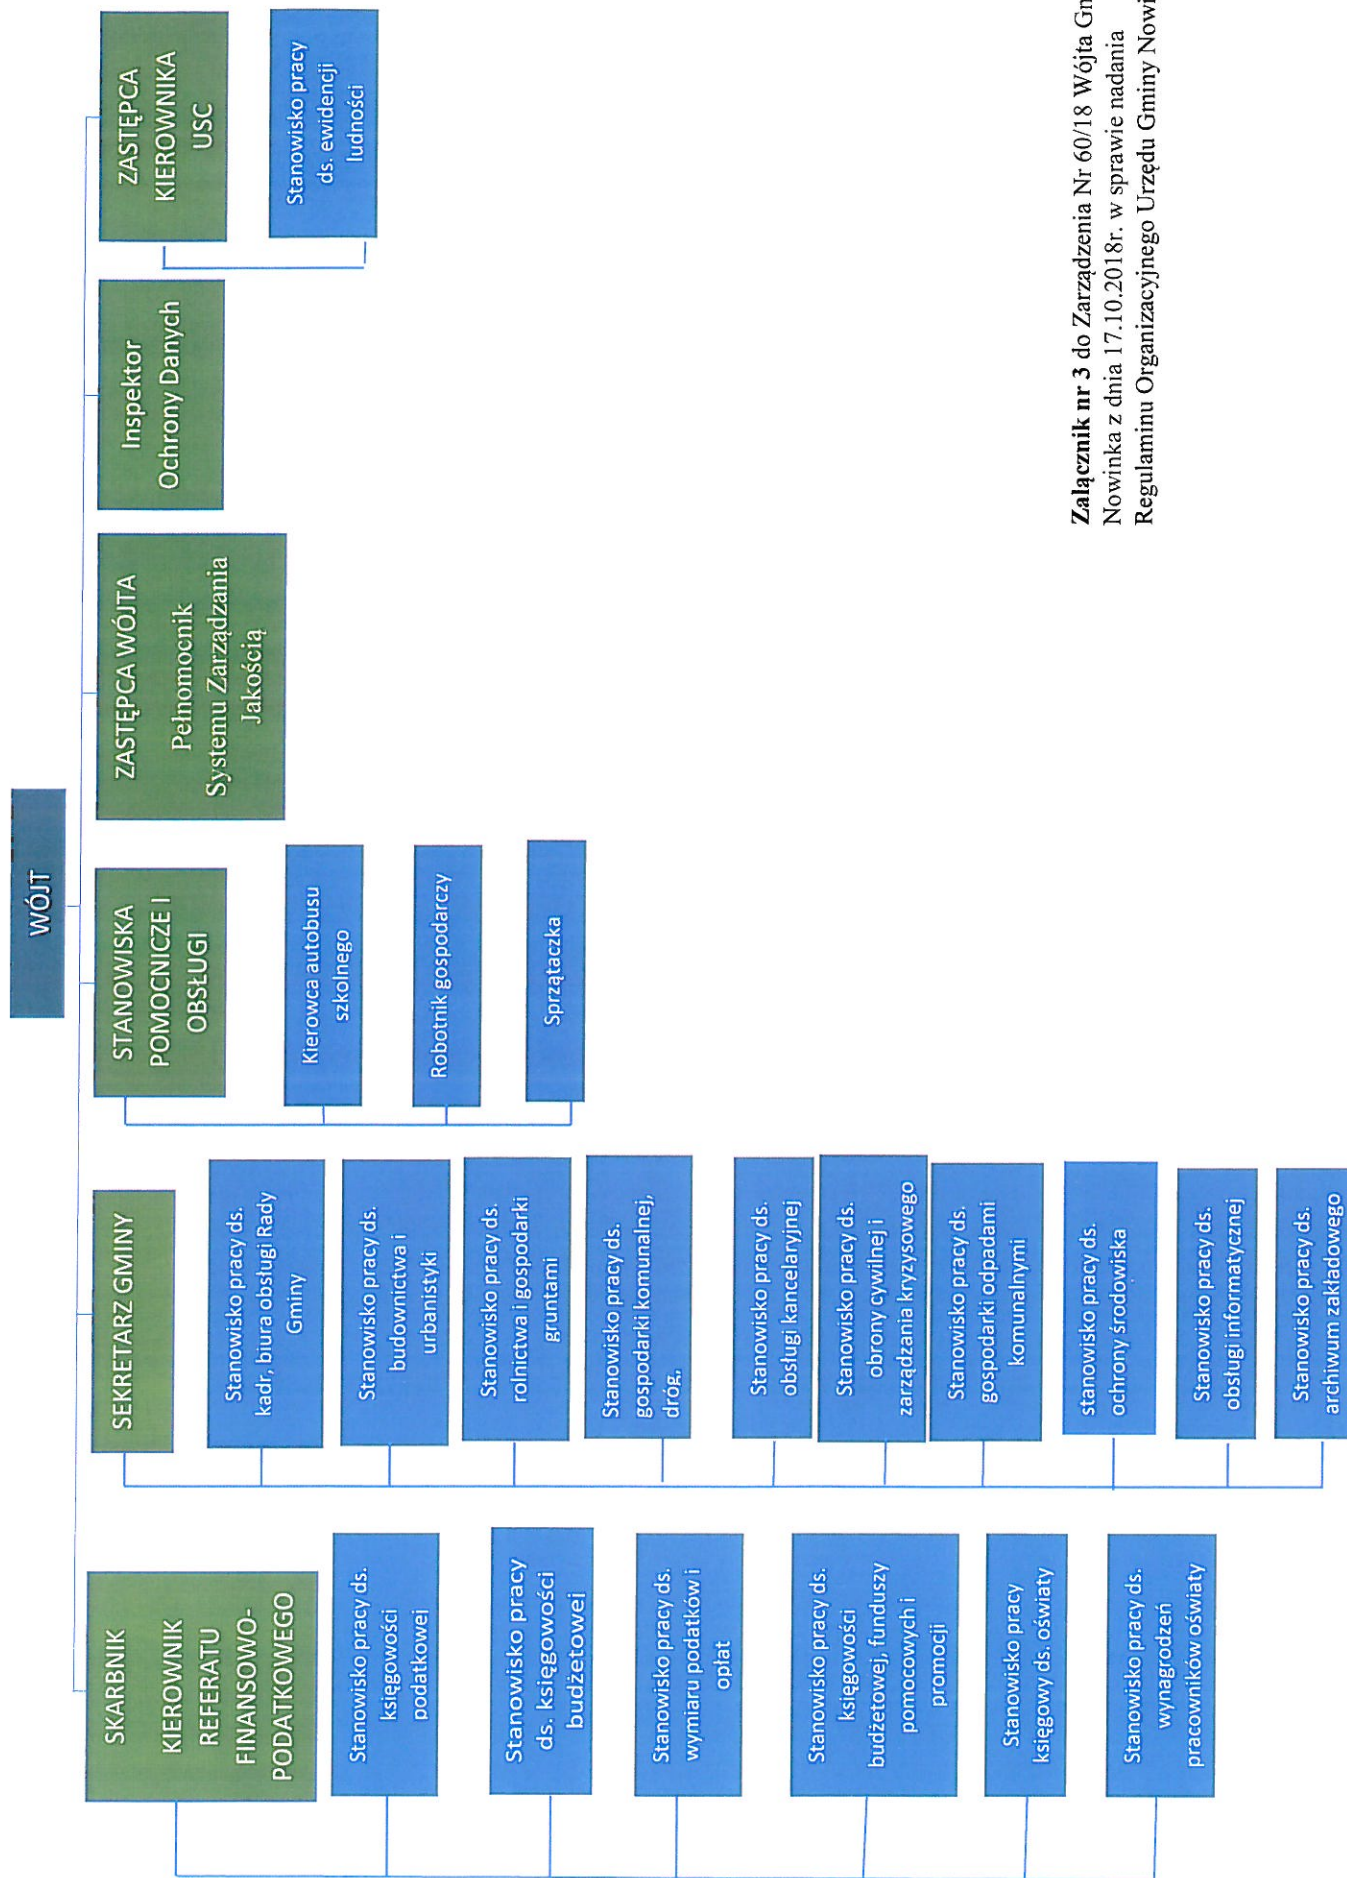 WÓJT
SKARBNIK
KIEROWNIK
REFERATU
FINANSOWO-
PODATKOWEGO
Stanowisko pracy ds.
księgowości
podatkowej
Stanowisko pracy
ds. księgowości
budżetowej
Stanowisko pracy ds.
wymiaru podatków i
opłat
Stanowisko pracy ds.
księgowości
budżetowej, funduszy
pomocowych i
promocji
Stanowisko pracy
księgowy ds. oświaty
Stanowisko pracy ds.
wynagrodzeń
pracowników oświaty
SEKRETARZ GMINY
Stanowisko pracy ds.
kadr, biura obsługi Rady
Gminy
Stanowisko pracy ds.
budownictwa i
urbanistyki
Stanowisko pracy ds.
rolnictwa i gospodarki
gruntami
Stanowisko pracy ds.
gospodarki komunalnej,
dróg,
Stanowisko pracy ds.
obsługi kancelaryjnej
Stanowisko pracy ds.
obrony cywilnej i
zarządzania kryzysowego
Stanowisko pracy ds.
gospodarki odpadami
komunalnymi
stanowisko pracy ds.
ochrony środowiska
Stanowisko pracy ds.
obsługi informatycznej
Stanowisko pracy ds.
archiwum zakładowego
STANOWISKA
POMOCNICZE I
OBSŁUGI
Kierowca autobusu
szkolnego
Robotnik gospodarczy
Sprzątaczka
ZASTĘPCA WÓJTA
Pełnomocnik
Systemu Zarządzania
Jakością
Inspektor
Ochrony Danych
ZASTĘPCA
KIEROWNIKA
USC
Stanowisko pracy
ds. ewidencji
ludności
Załącznik nr 3 do Zarządzenia Nr 60/18 Wójta
Nowinka z dnia 17.10.2018r. w sprawie nadania
Regulaminu Organizacyjnego Urzędu Gminy